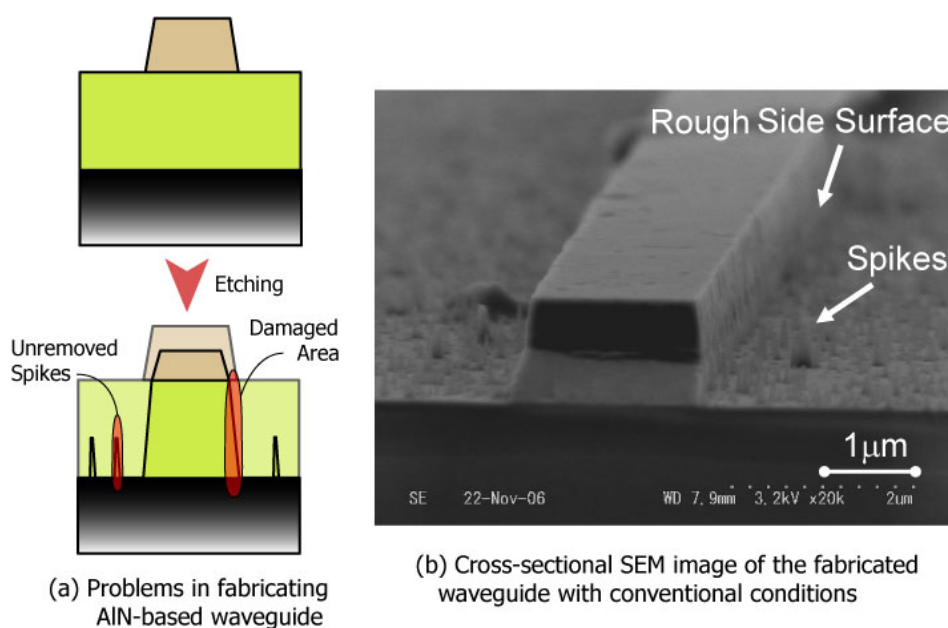 Etching
Unremoved
Spikes
Damaged
Area
(a) Problems in fabricating
AlN-based waveguide
Rough Side Surface
Spikes
1μm
SE 22-Nov-06 WD 7.9mm 3.2kV x20k 2um
(b) Cross-sectional SEM image of the fabricated
waveguide with conventional conditions